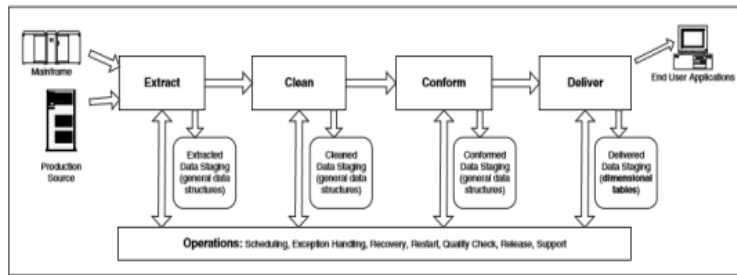 Mainframe
Production
Source
Extract
Clean
Conform
Deliver
End User Applications
Extracted
Data Staging
(general data
structures)
Cleaned
Data Staging
(general data
structures)
Conformed
Data Staging
(general data
structures)
Delivered
Data Staging
(dimensional
tables)
Operations: Scheduling, Exception Handling, Recovery, Restart, Quality Check, Release, Support